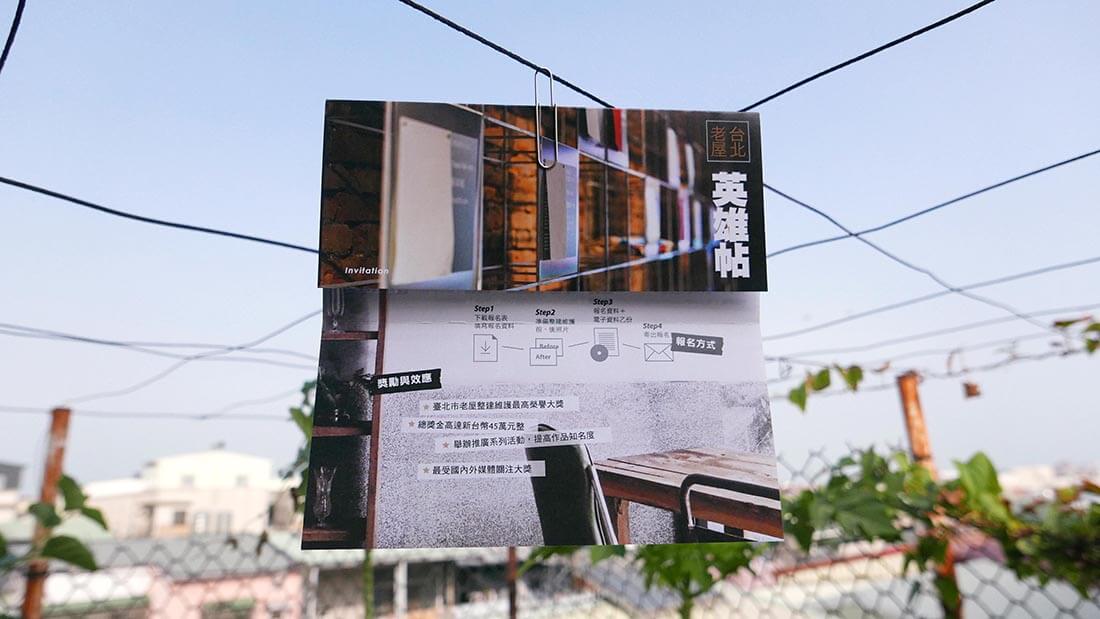 台北
老屋
英雄帖
Invitation
Step1
下載報名表
填寫報名資料
Step2
準備整建維護
前、後照片
Before
After
Step3
報名資料+
電子資料乙份
Step4
寄出報名
報名方式
獎勵與效應
★ 臺北市老屋整建維護最高榮譽大獎
★ 總獎金高達新台幣45萬元整
★ 舉辦推廣系列活動,提高作品知名度
★ 最受國內外媒體關注大獎